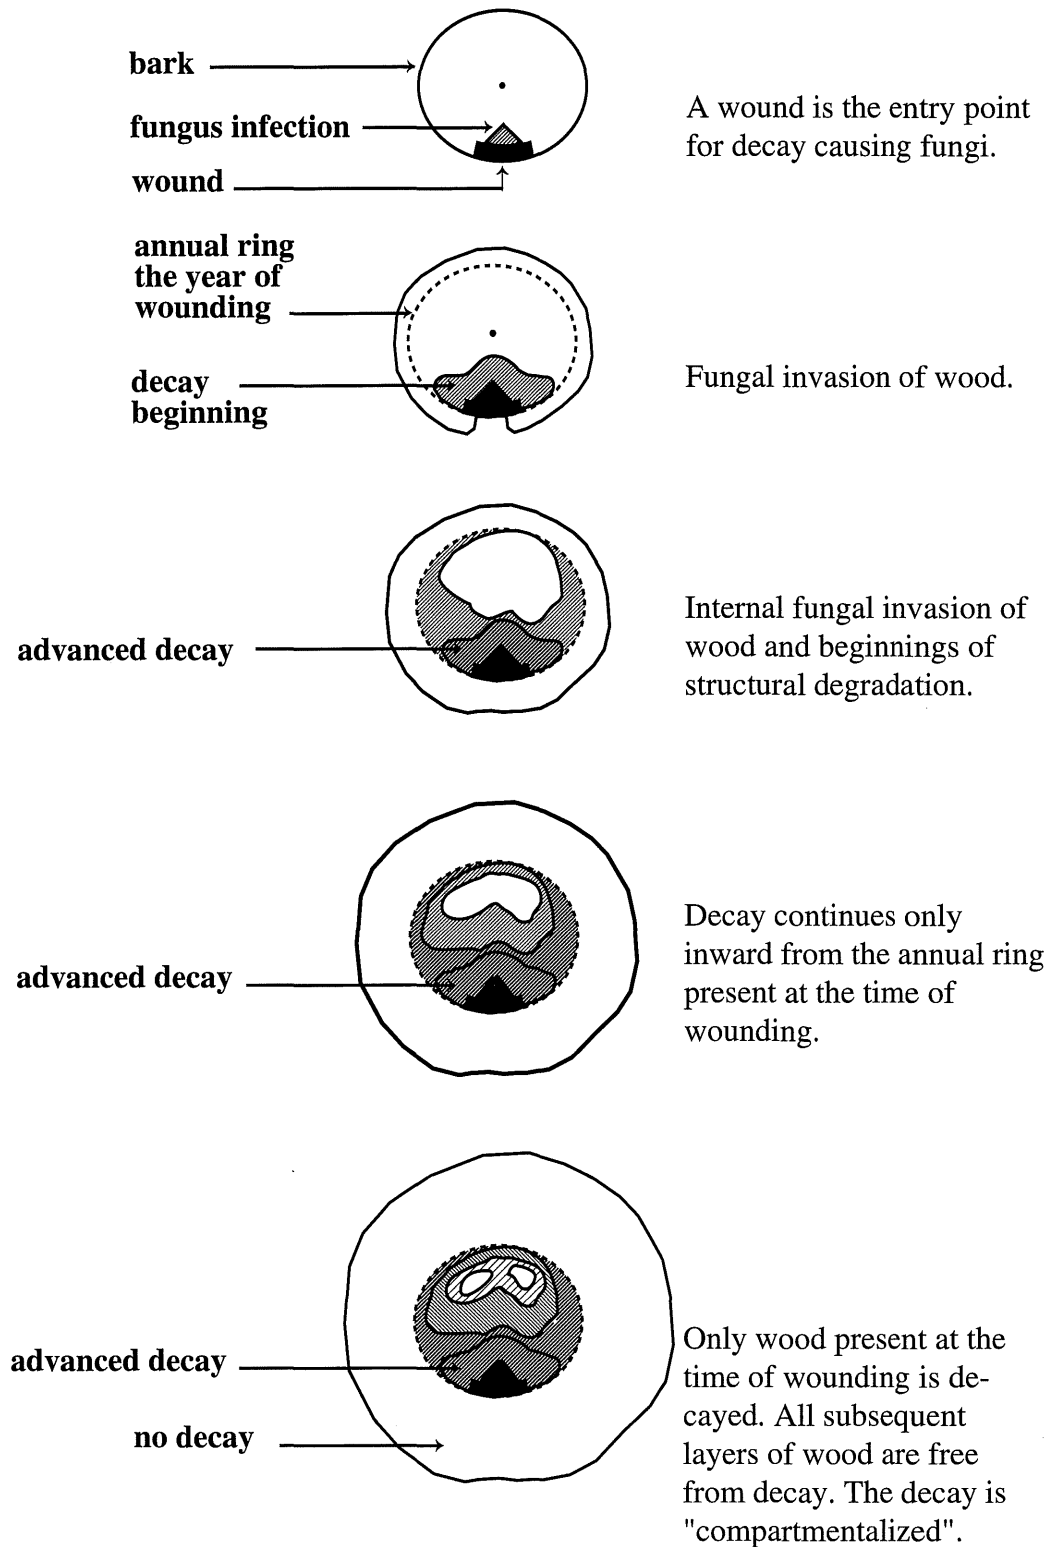 bark
fungus infection
wound
A wound is the entry point
for decay causing fungi.
annual ring
the year of
wounding
decay
beginning
Fungal invasion of wood.
advanced decay
Internal fungal invasion of
wood and beginnings of
structural degradation.
advanced decay
Decay continues only
inward from the annual ring
present at the time of
wounding.
advanced decay
no decay
Only wood present at the
time of wounding is de-
cayed. All subsequent
layers of wood are free
from decay. The decay is
"compartmentalized".